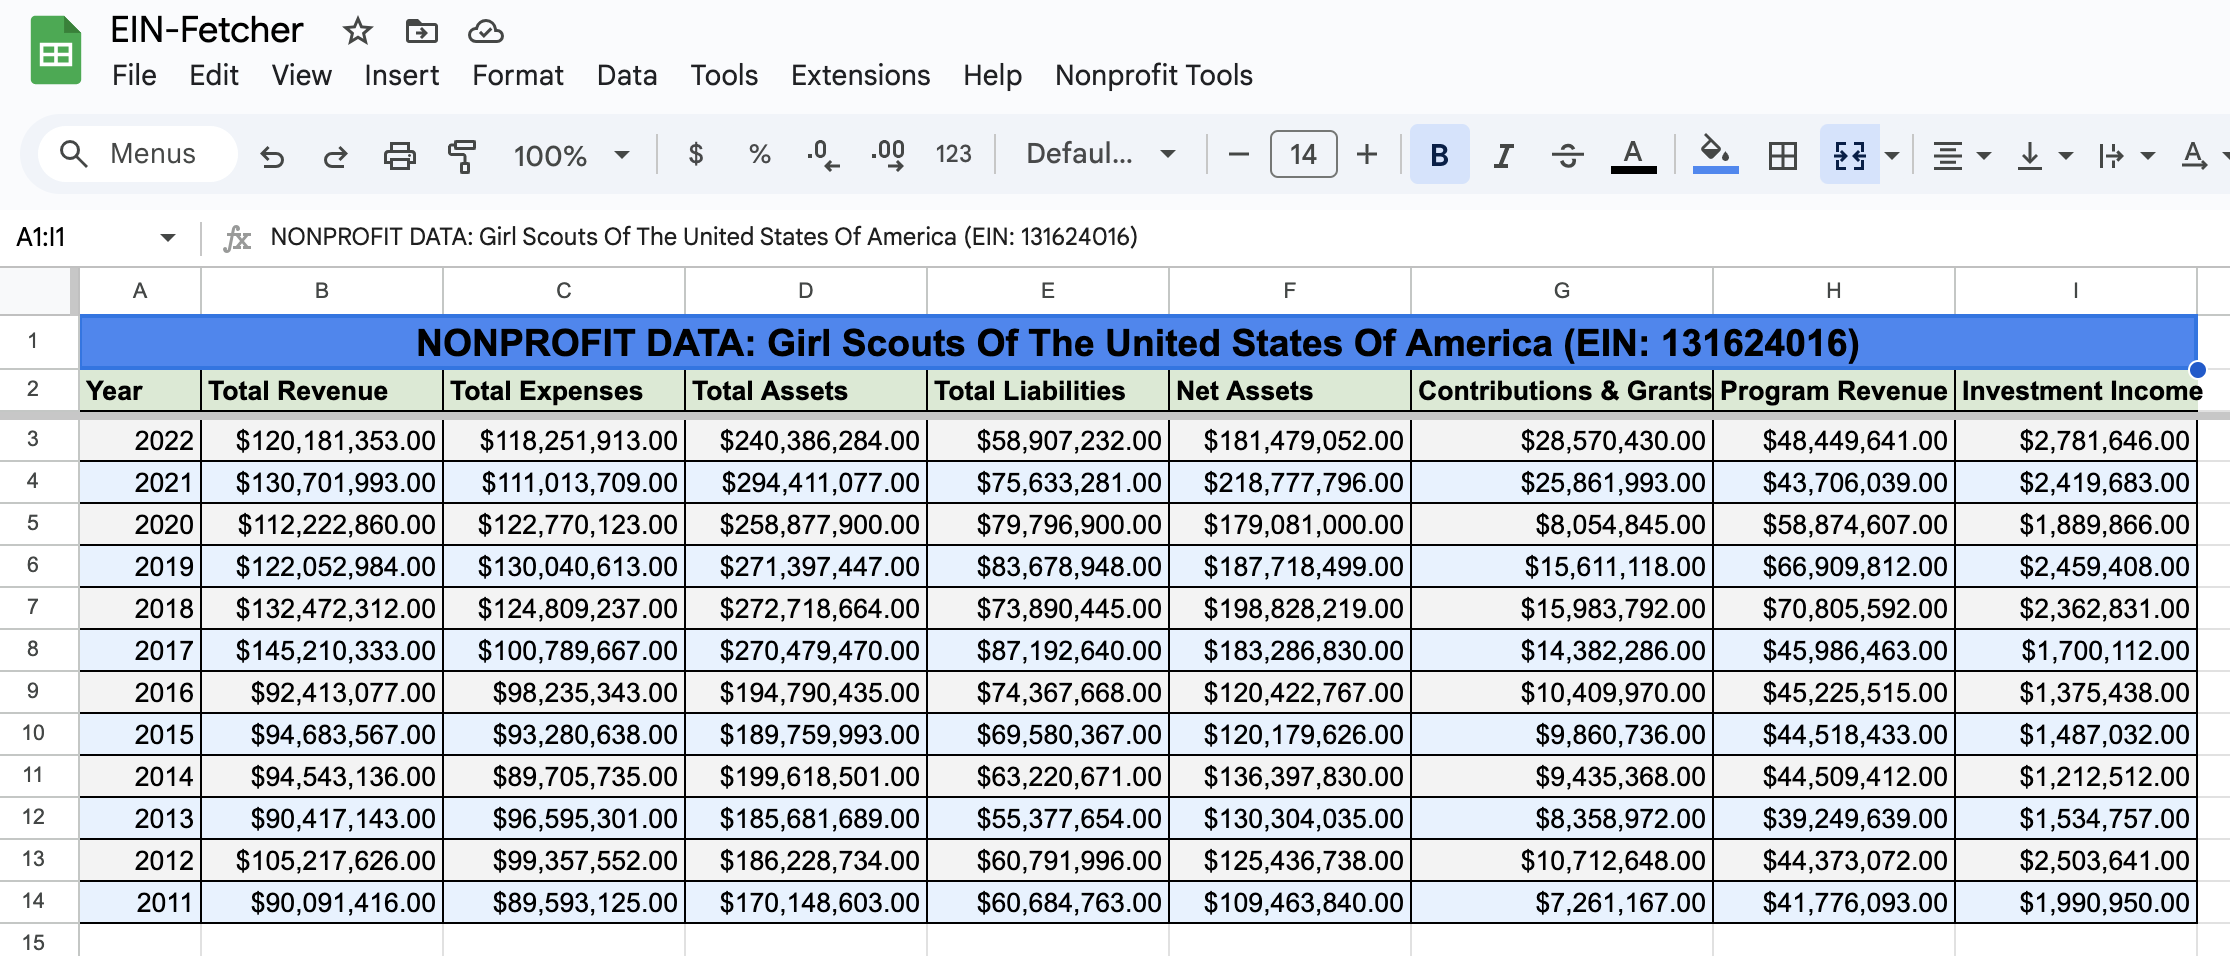 EIN-Fetcher
File Edit View Insert Format Data Tools Extensions Help Nonprofit Tools
Menus 100% $ % .0 .00 123 Defaul... 14 B I S A A
A1:I1 fx NONPROFIT DATA: Girl Scouts Of The United States Of America (EIN: 131624016)
A B C D E F G H I
1 NONPROFIT DATA: Girl Scouts Of The United States Of America (EIN: 131624016)
2 Year Total Revenue Total Expenses Total Assets Total Liabilities Net Assets Contributions & Grants Program Revenue Investment Income
3 2022 $120,181,353.00 $118,251,913.00 $240,386,284.00 $58,907,232.00 $181,479,052.00 $28,570,430.00 $48,449,641.00 $2,781,646.00
4 2021 $130,701,993.00 $111,013,709.00 $294,411,077.00 $75,633,281.00 $218,777,796.00 $25,861,993.00 $43,706,039.00 $2,419,683.00
5 2020 $112,222,860.00 $122,770,123.00 $258,877,900.00 $79,796,900.00 $179,081,000.00 $8,054,845.00 $58,874,607.00 $1,889,866.00
6 2019 $122,052,984.00 $130,040,613.00 $271,397,447.00 $83,678,948.00 $187,718,499.00 $15,611,118.00 $66,909,812.00 $2,459,408.00
7 2018 $132,472,312.00 $124,809,237.00 $272,718,664.00 $73,890,445.00 $198,828,219.00 $15,983,792.00 $70,805,592.00 $2,362,831.00
8 2017 $145,210,333.00 $100,789,667.00 $270,479,470.00 $87,192,640.00 $183,286,830.00 $14,382,286.00 $45,986,463.00 $1,700,112.00
9 2016 $92,413,077.00 $98,235,343.00 $194,790,435.00 $74,367,668.00 $120,422,767.00 $10,409,970.00 $45,225,515.00 $1,375,438.00
10 2015 $94,683,567.00 $93,280,638.00 $189,759,993.00 $69,580,367.00 $120,179,626.00 $9,860,736.00 $44,518,433.00 $1,487,032.00
11 2014 $94,543,136.00 $89,705,735.00 $199,618,501.00 $63,220,671.00 $136,397,830.00 $9,435,368.00 $44,509,412.00 $1,212,512.00
12 2013 $90,417,143.00 $96,595,301.00 $185,681,689.00 $55,377,654.00 $130,304,035.00 $8,358,972.00 $39,249,639.00 $1,534,757.00
13 2012 $105,217,626.00 $99,357,552.00 $186,228,734.00 $60,791,996.00 $125,436,738.00 $10,712,648.00 $44,373,072.00 $2,503,641.00
14 2011 $90,091,416.00 $89,593,125.00 $170,148,603.00 $60,684,763.00 $109,463,840.00 $7,261,167.00 $41,776,093.00 $1,990,950.00
15